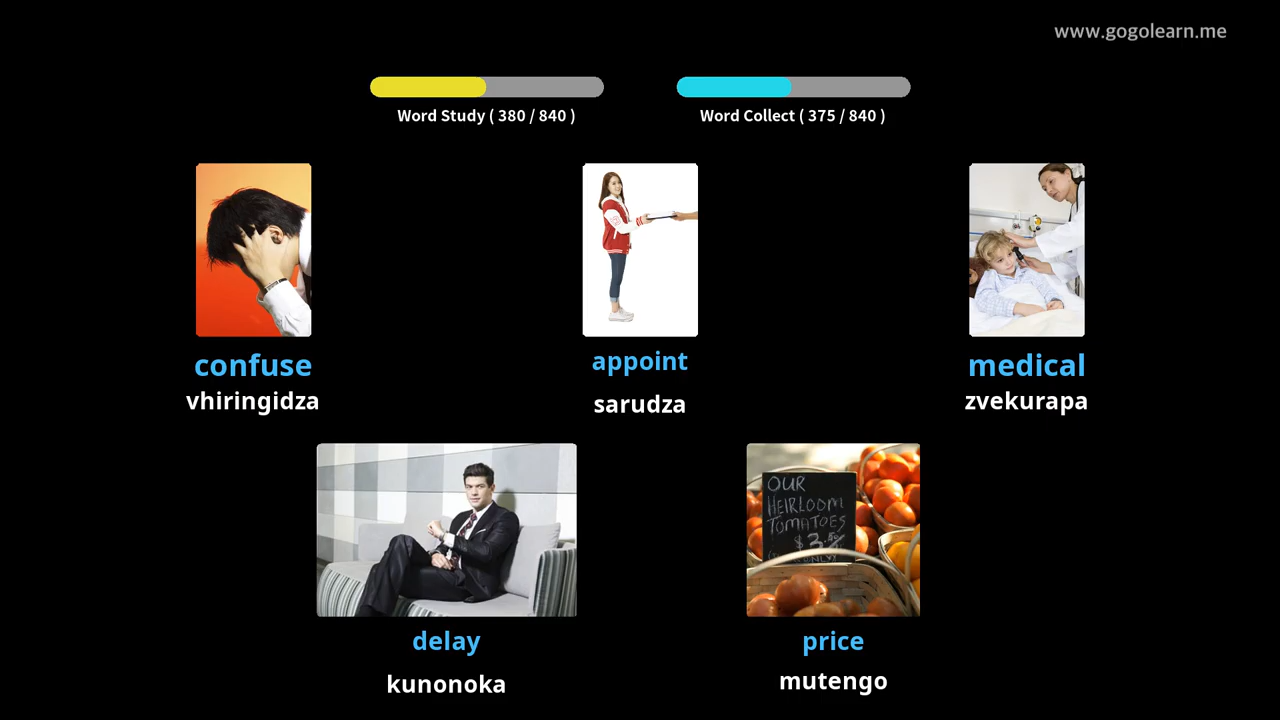 www.gogolearn.me
Word Study ( 380 / 840 )
Word Collect ( 375 / 840 )
confuse
vhiringidza
appoint
sarudza
medical
zvekurapa
OUR
HEIRLOOM
TOMATOES
delay
kunonoka
price
mutengo